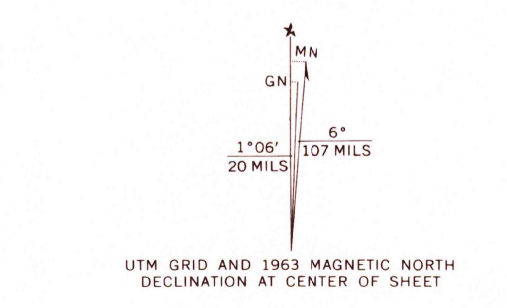 MN
GN
1°06′
20 MILS
6°
107 MILS
UTM GRID AND 1963 MAGNETIC NORTH
DECLINATION AT CENTER OF SHEET